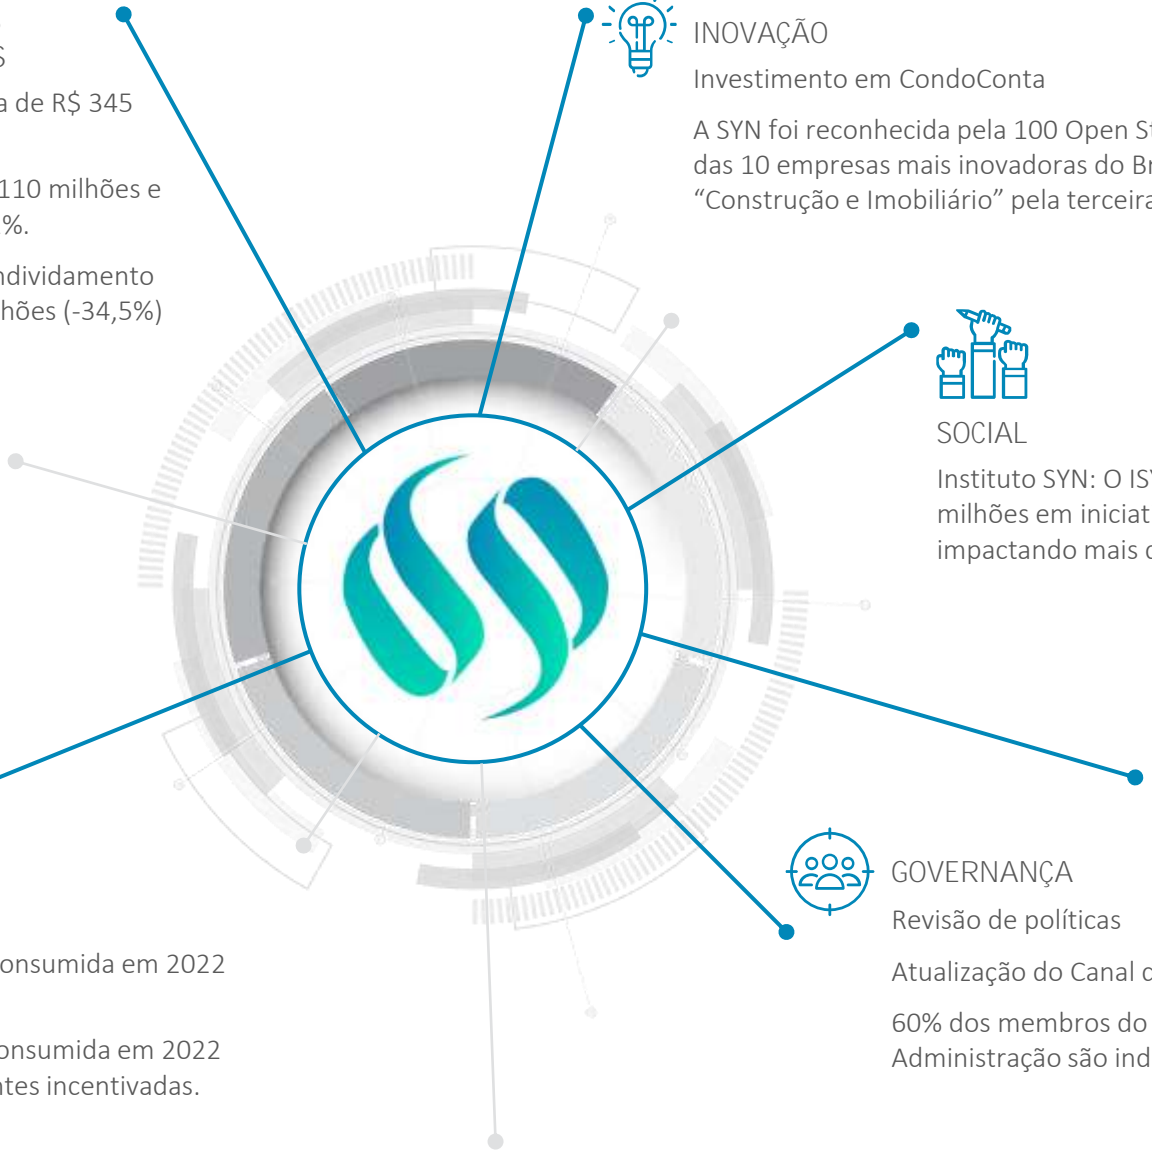 S
a de R$ 345
110 milhões e
%.
ndividamento
hões (-34,5%)
INOVAÇÃO
Investimento em CondoConta
A SYN foi reconhecida pela 100 Open St
das 10 empresas mais inovadoras do Br
“Construção e Imobiliário” pela terceira
SOCIAL
Instituto SYN: O ISY
milhões em iniciat
impactando mais d
GOVERNANÇA
Revisão de políticas
Atualização do Canal d
60% dos membros do
Administração são ind
onsumida em 2022
onsumida em 2022
ntes incentivadas.